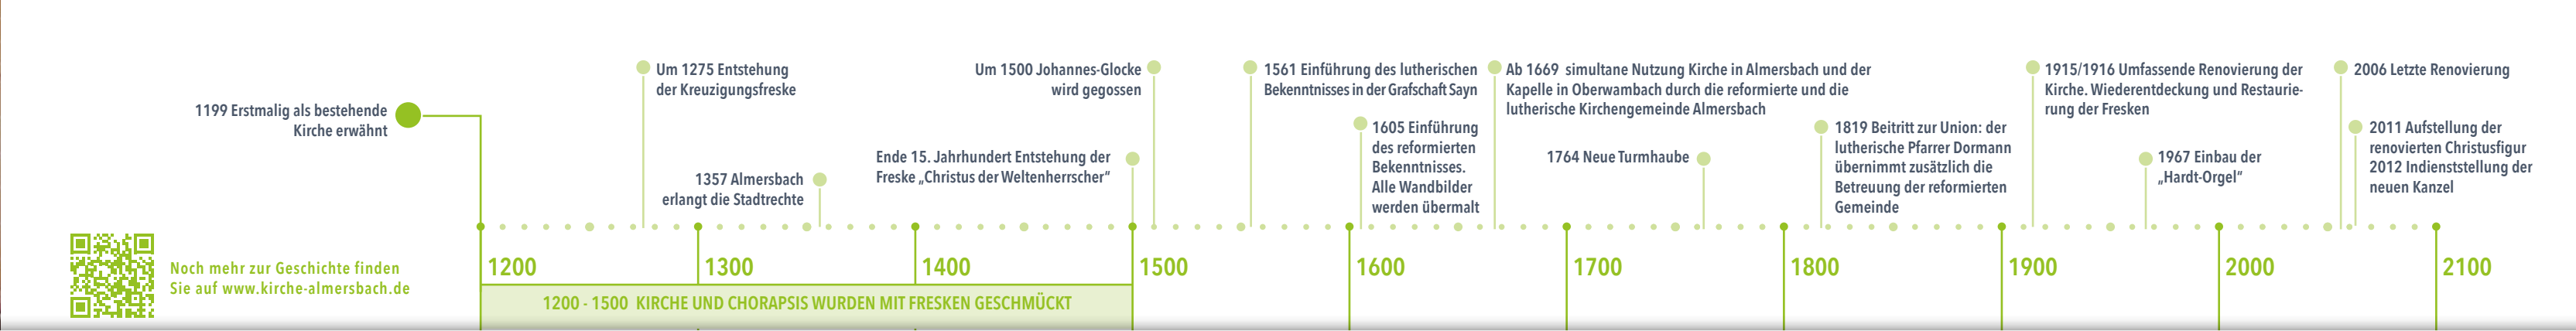 1199 Erstmalig als bestehende
Kirche erwähnt
Um 1275 Entstehung
der Kreuzigungsfreske
1357 Almersbach
erlangt die Stadtrechte
Ende 15. Jahrhundert Entstehung der
Freske „Christus der Weltenherrscher“
Um 1500 Johannes-Glocke
wird gegossen
1561 Einführung des lutherischen
Bekenntnisses in der Grafschaft Sayn
1605 Einführung
des reformierten
Bekenntnisses.
Alle Wandbilder
werden übermalt
Ab 1669 simultane Nutzung Kirche in Almersbach und der
Kapelle in Oberwambach durch die reformierte und die
lutherische Kirchengemeinde Almersbach
1764 Neue Turmhaube
1819 Beitritt zur Union: der
lutherische Pfarrer Dormann
übernimmt zusätzlich die
Betreuung der reformierten
Gemeinde
1915/1916 Umfassende Renovierung der
Kirche. Wiederentdeckung und Restaurie-
rung der Fresken
1967 Einbau der
„Hardt-Orgel“
2006 Letzte Renovierung
2011 Aufstellung der
renovierten Christusfigur
2012 Indienststellung der
neuen Kanzel
Noch mehr zur Geschichte finden
Sie auf www.kirche-almersbach.de
1200
1300
1400
1500
1600
1700
1800
1900
2000
2100
1200 - 1500 KIRCHE UND CHORAPSIS WURDEN MIT FRESKEN GESCHMÜCKT